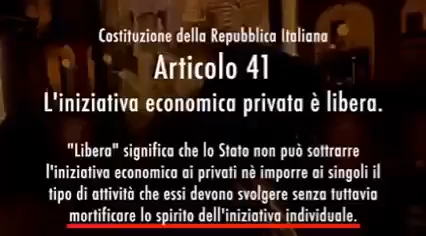 Costituzione della Repubblica Italiana
Articolo 41
L'iniziativa economica privata è libera.
"Libera" significa che lo Stato non può sottrarre
l'iniziativa economica ai privati nè imporre ai singoli il
tipo di attività che essi devono svolgere senza tuttavia
mortificare lo spirito dell'iniziativa individuale.